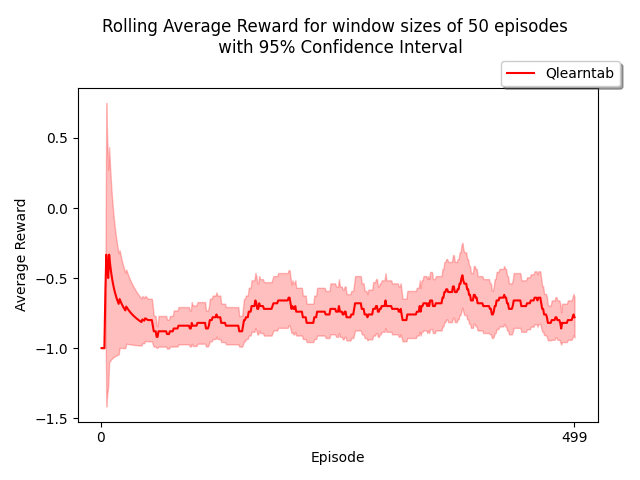 Rolling Average Reward for window sizes of 50 episodes
with 95% Confidence Interval
Qlearntab
Average Reward
0.5
0.0
−0.5
−1.0
−1.5
0 499
Episode